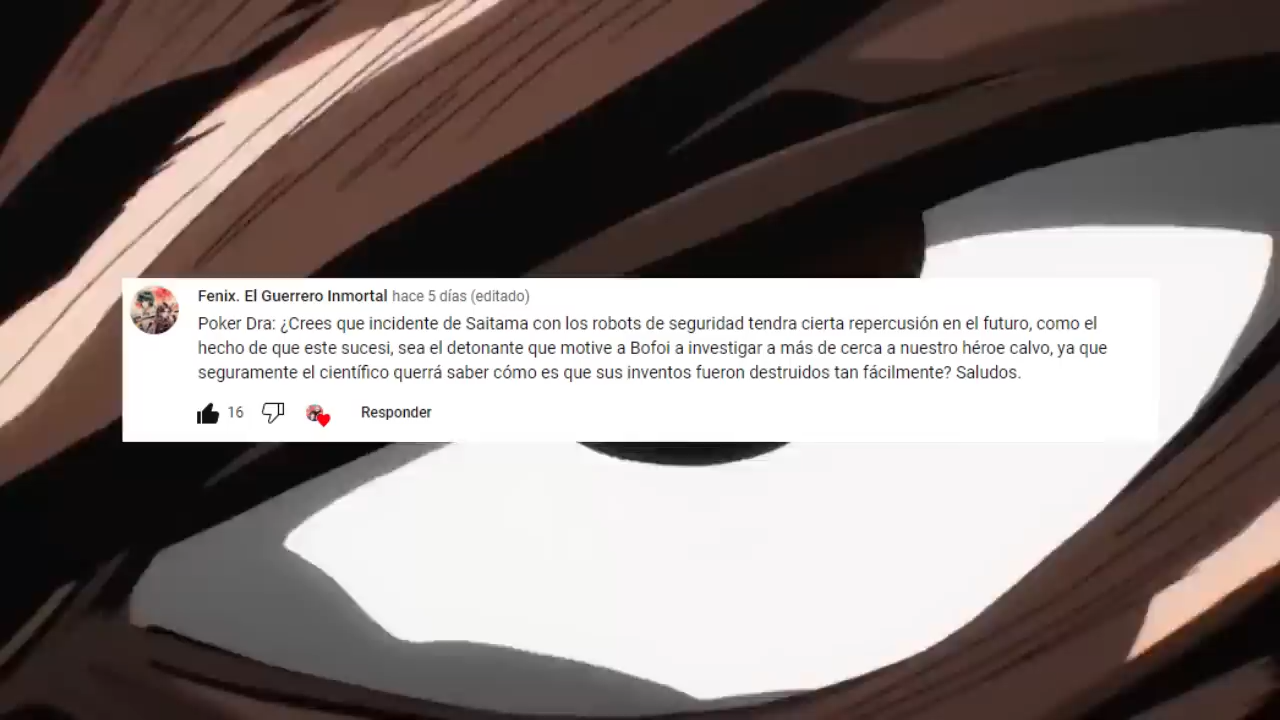 Fenix. El Guerrero Inmortal hace 5 días (editado)
Poker Dra: ¿Crees que incidente de Saitama con los robots de seguridad tendra cierta repercusión en el futuro, como el
hecho de que este sucesi, sea el detonante que motive a Bofoi a investigar a más de cerca a nuestro héroe calvo, ya que
seguramente el científico querrá saber cómo es que sus inventos fueron destruidos tan fácilmente? Saludos.
16 Responder